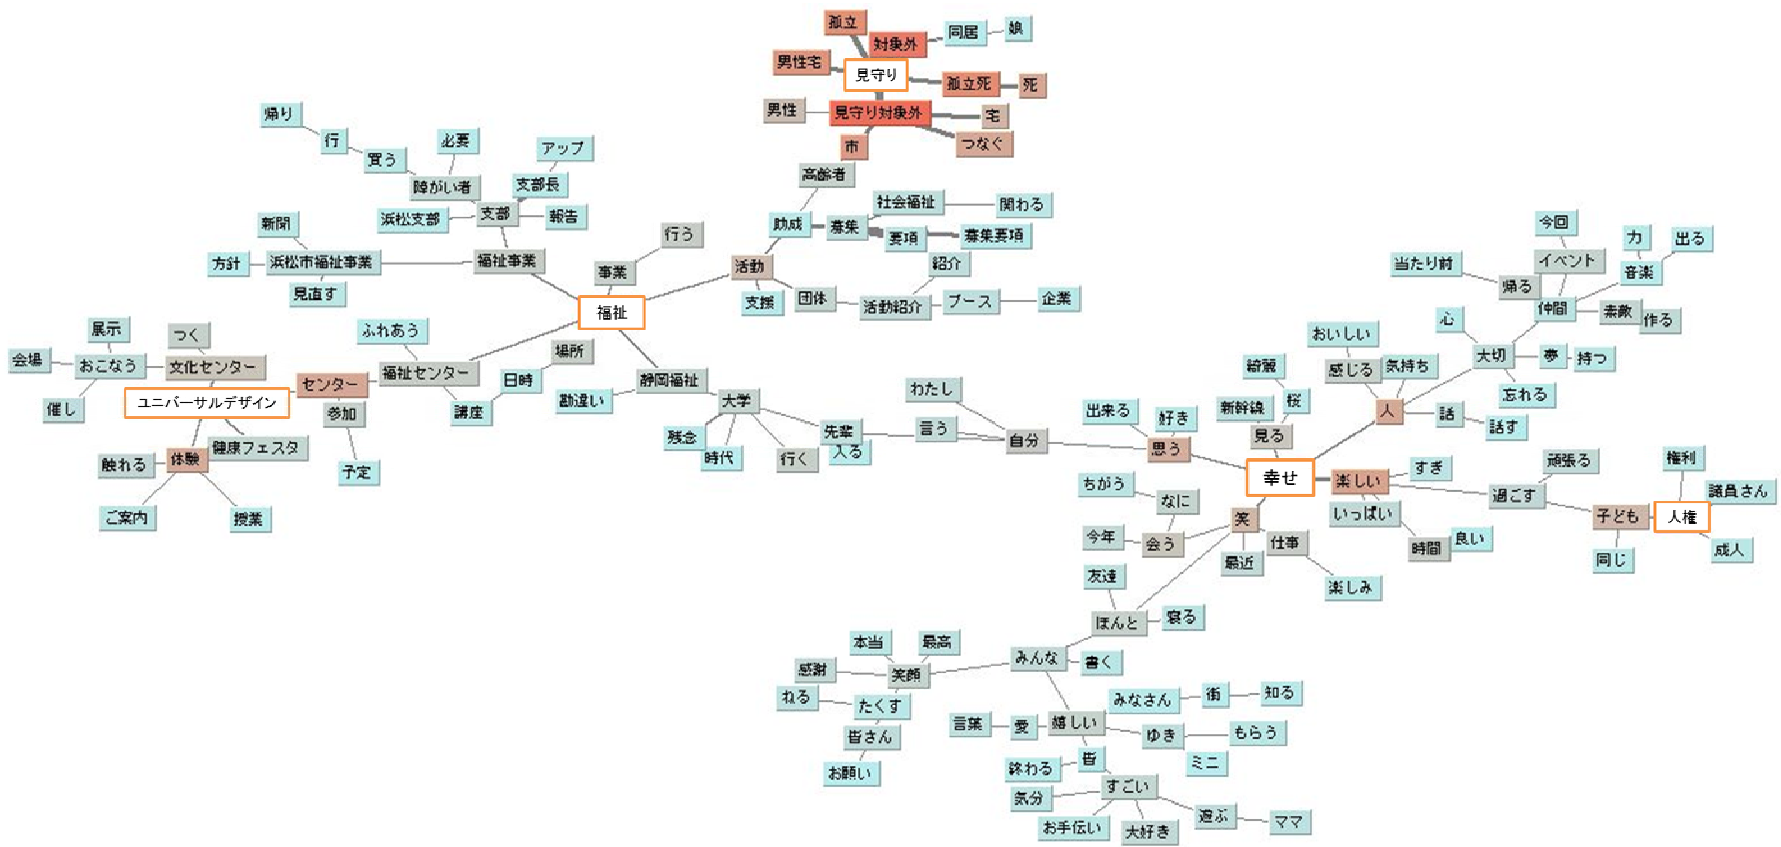 孤立
対象外
同居
娘
男性宅
見守り
孤立死
死
男性
見守り対象外
宅
市
つなぐ
高齢者
助成
募集
社会福祉
関わる
要項
募集要項
活動
支援
団体
紹介
活動紹介
ブース
企業
帰り
行
買う
必要
障がい者
アップ
支部長
浜松支部
支部
報告
新聞
方針
浜松市福祉事業
見直す
福祉事業
行う
事業
福祉
展示
つく
会場
おこなう
文化センター
催し
ユニバーサルデザイン
センター
参加
予定
触れる
体験
健康フェスタ
ご案内
授業
ふれあう
福祉センター
講座
日時
場所
静岡福祉
勘違い
大学
残念
時代
行く
先輩
入る
わたし
言う
自分
出来る
好き
思う
幸せ
綺麗
新幹線
桜
見る
おいしい
感じる
気持ち
人
話
話す
心
大切
夢
持つ
忘れる
今回
イベント
当たり前
帰る
仲間
力
出る
音楽
素敵
作る
楽しい
すぎ
いっぱい
時間
良い
頑張る
過ごす
子ども
同じ
権利
議員さん
人権
成人
ちがう
なに
今年
会う
笑
最近
仕事
楽しみ
友達
ほんと
寝る
みんな
書く
本当
最高
感謝
笑顔
ねる
たくす
皆さん
お願い
みなさん
街
知る
言葉
愛
嬉しい
ゆき
もらう
ミニ
皆
終わる
すごい
気分
お手伝い
大好き
遊ぶ
ママ